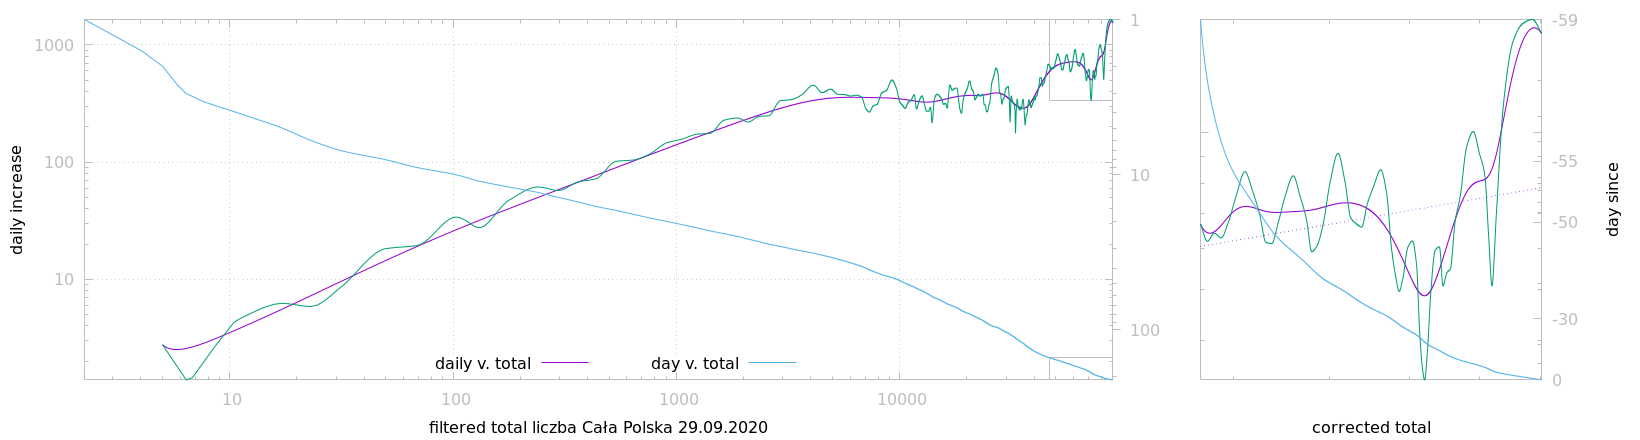 1000
100
10
daily increase
1
10
100
daily v. total
day v. total
10
100
1000
10000
filtered total liczba Cała Polska 29.09.2020
-59
-55
-50
-30
0
day since
corrected total